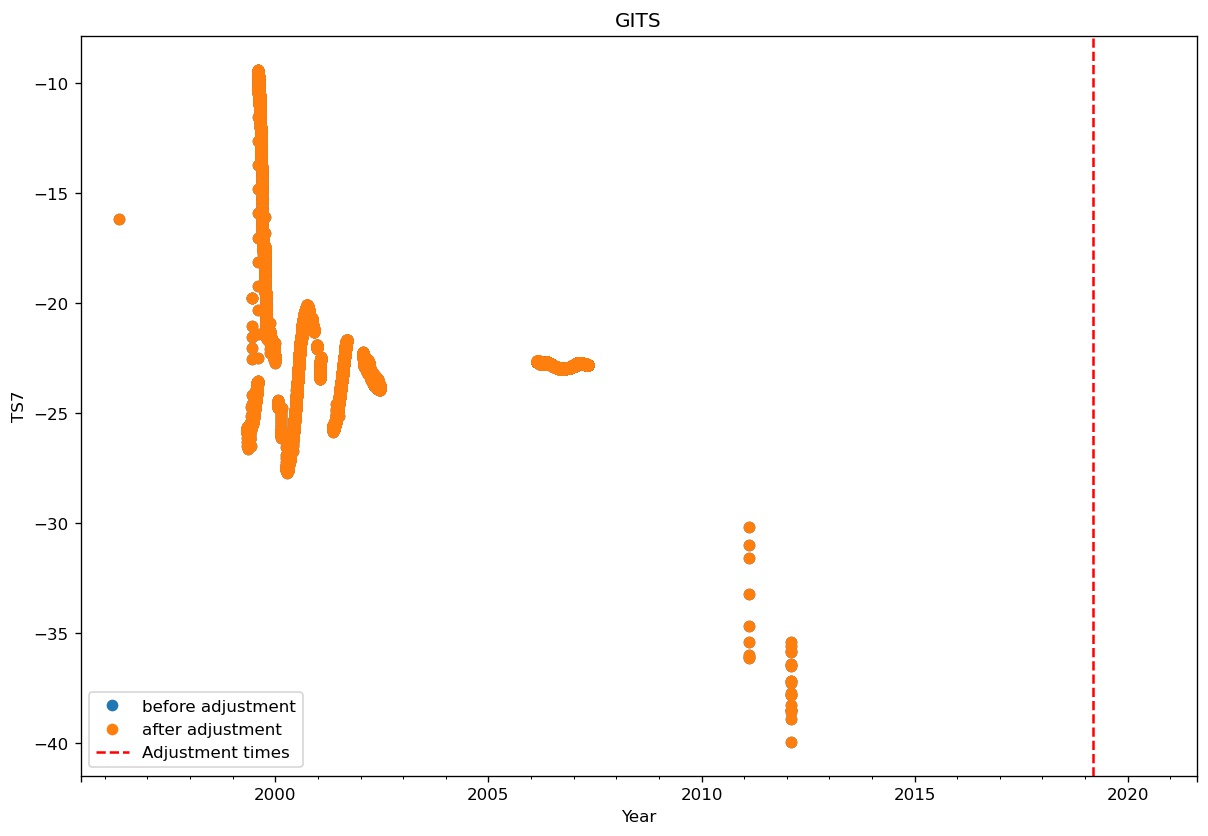 GITS
TS7
−10
−15
−20
−25
−30
−35
−40
before adjustment
after adjustment
Adjustment times
2000
2005
2010
2015
2020
Year